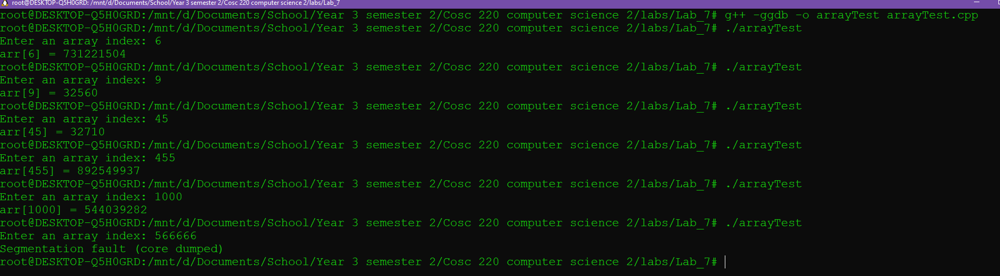 root@DESKTOP-Q5H0GRD: /mnt/d/Documents/School/Year 3 semester 2/Cosc 220 computer science 2/labs/Lab_7
root@DESKTOP-Q5H0GRD:/mnt/d/Documents/School/Year 3 semester 2/Cosc 220 computer science 2/labs/Lab_7# g++ -ggdb -o arrayTest arrayTest.cpp
root@DESKTOP-Q5H0GRD:/mnt/d/Documents/School/Year 3 semester 2/Cosc 220 computer science 2/labs/Lab_7# ./arrayTest
Enter an array index: 6
arr[6] = 731221504
root@DESKTOP-Q5H0GRD:/mnt/d/Documents/School/Year 3 semester 2/Cosc 220 computer science 2/labs/Lab_7# ./arrayTest
Enter an array index: 9
arr[9] = 32560
root@DESKTOP-Q5H0GRD:/mnt/d/Documents/School/Year 3 semester 2/Cosc 220 computer science 2/labs/Lab_7# ./arrayTest
Enter an array index: 45
arr[45] = 32710
root@DESKTOP-Q5H0GRD:/mnt/d/Documents/School/Year 3 semester 2/Cosc 220 computer science 2/labs/Lab_7# ./arrayTest
Enter an array index: 455
arr[455] = 892549937
root@DESKTOP-Q5H0GRD:/mnt/d/Documents/School/Year 3 semester 2/Cosc 220 computer science 2/labs/Lab_7# ./arrayTest
Enter an array index: 1000
arr[1000] = 544039282
root@DESKTOP-Q5H0GRD:/mnt/d/Documents/School/Year 3 semester 2/Cosc 220 computer science 2/labs/Lab_7# ./arrayTest
Enter an array index: 566666
Segmentation fault (core dumped)
root@DESKTOP-Q5H0GRD:/mnt/d/Documents/School/Year 3 semester 2/Cosc 220 computer science 2/labs/Lab_7#